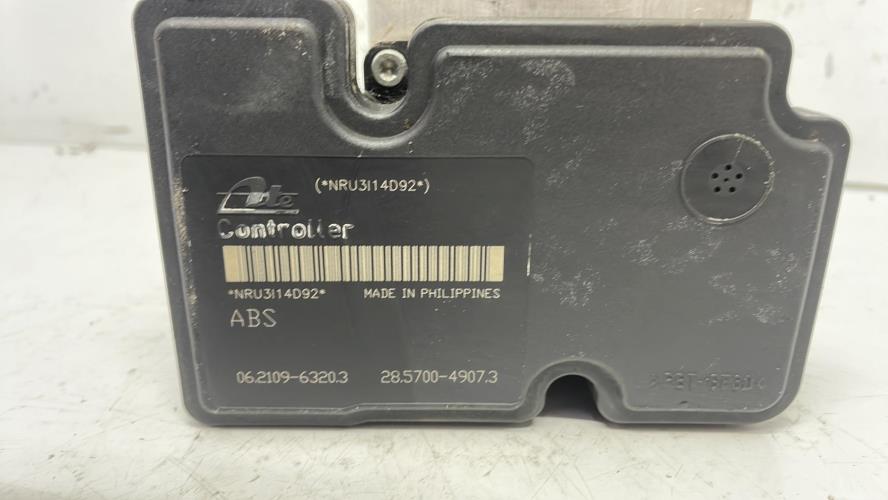 (*NRU3I14D92*)
Ate
Controller
*NRU3I14D92*
MADE IN PHILIPPINES
ABS
06.2109-6320.3
28.5700-4907.3